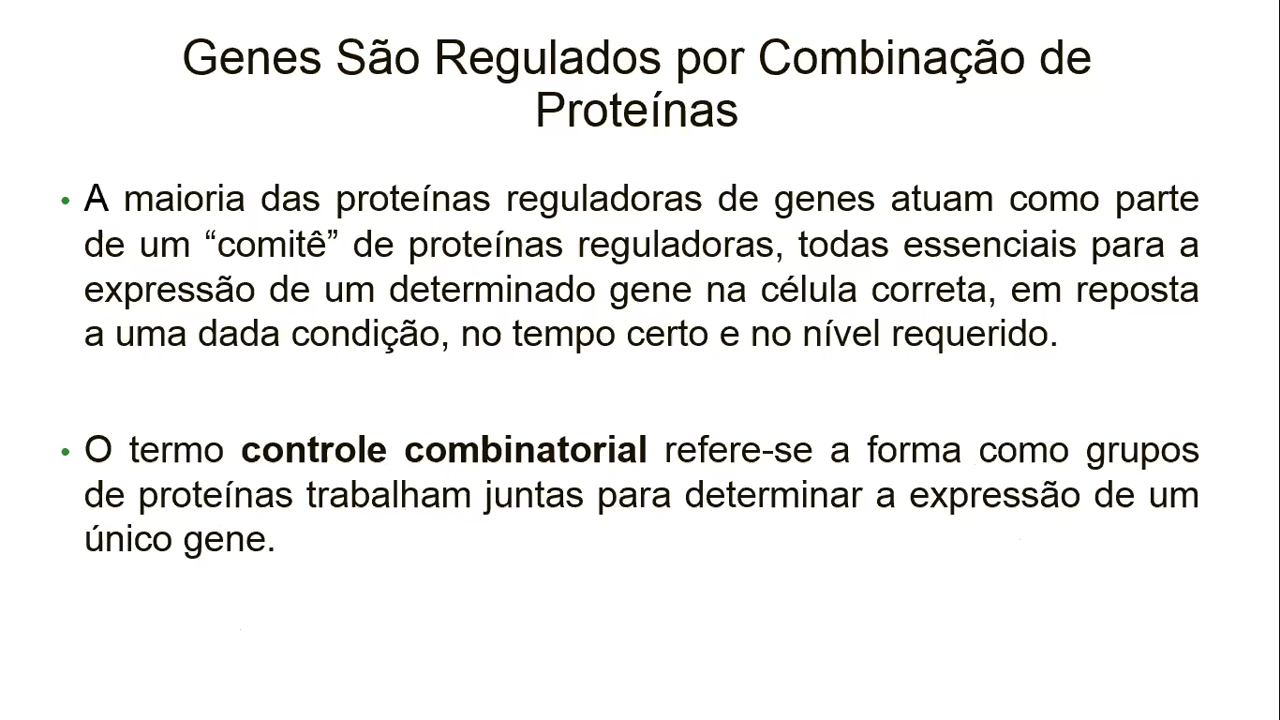 Genes São Regulados por Combinação de
Proteínas
• A maioria das proteínas reguladoras de genes atuam como parte
de um “comitê” de proteínas reguladoras, todas essenciais para a
expressão de um determinado gene na célula correta, em reposta
a uma dada condição, no tempo certo e no nível requerido.
• O termo controle combinatorial refere-se a forma como grupos
de proteínas trabalham juntas para determinar a expressão de um
único gene.